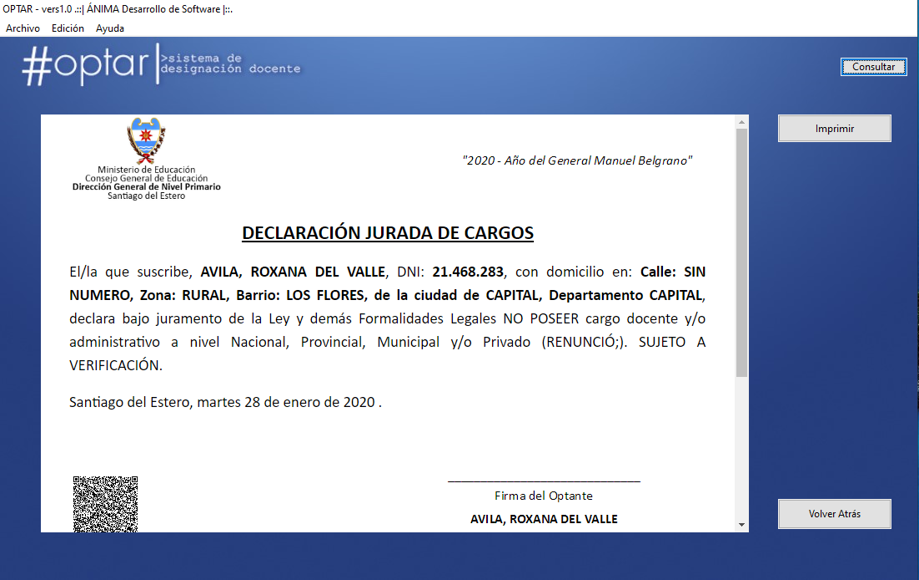 OPTAR - vers1.0 .::| ÁNIMA Desarrollo de Software |::.
Archivo Edición Ayuda
#optar >sistema de
designación docente
Consultar
Imprimir
Ministerio de Educación
Consejo General de Educación
Dirección General de Nivel Primario
Santiago del Estero
"2020 - Año del General Manuel Belgrano"
DECLARACIÓN JURADA DE CARGOS
El/la que suscribe, AVILA, ROXANA DEL VALLE, DNI: 21.468.283, con domicilio en: Calle: SIN
NUMERO, Zona: RURAL, Barrio: LOS FLORES, de la ciudad de CAPITAL, Departamento CAPITAL,
declara bajo juramento de la Ley y demás Formalidades Legales NO POSEER cargo docente y/o
administrativo a nivel Nacional, Provincial, Municipal y/o Privado (RENUNCIÓ;). SUJETO A
VERIFICACIÓN.
Santiago del Estero, martes 28 de enero de 2020 .
Firma del Optante
AVILA, ROXANA DEL VALLE
Volver Atrás